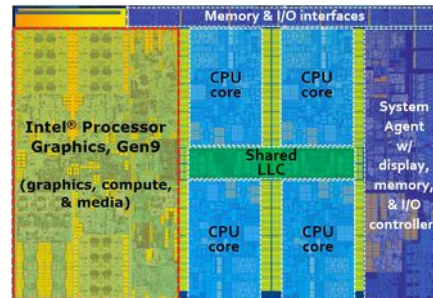 Memory & I/O interfaces
CPU
core
CPU
core
Intel® Processor
Graphics, Gen9
(graphics, compute,
& media)
Shared
LLC
CPU
core
CPU
core
System
Agent
w/
display,
memory,
& I/O
controller